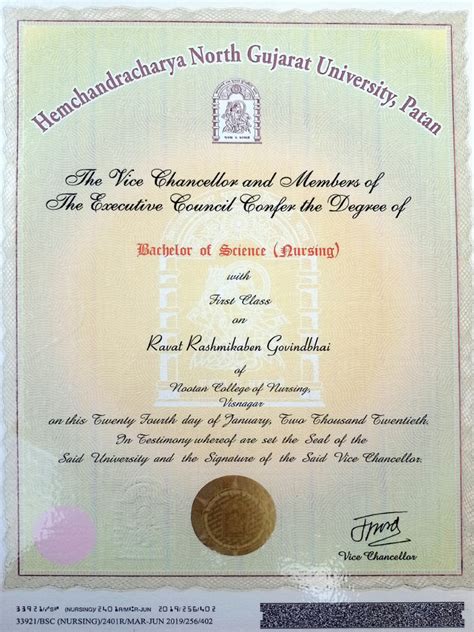 Hemchandracharya North Gujarat University, Patan
The Vice Chancellor and Members of
The Executive Council Confer the Degree of
Bachelor of Science (Nursing)
with
First Class
on
Ravat Rashmikaben Govindbhai
of
Nootan College of Nursing,
Visnagar
on this Twenty Fourth day of January, Two Thousand Twentieth.
In Testimony whereof are set the Seal of the
Said University and the Signature of the Said Vice Chancellor.
Vice Chancellor
33921/BSC (NURSING)/2401R/MAR-JUN 2019/256/402